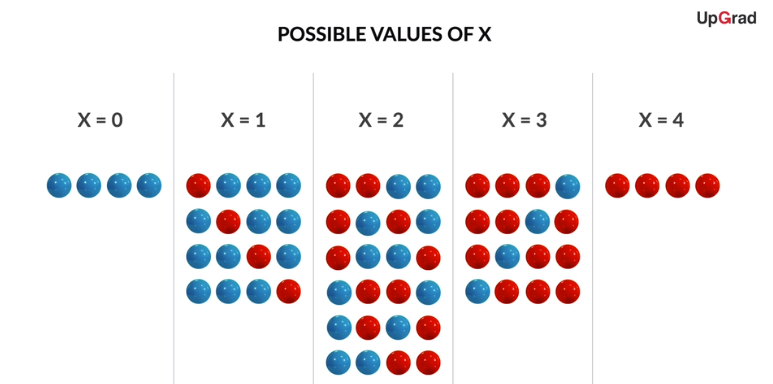 UpGrad
POSSIBLE VALUES OF X
X = 0
X = 1
X = 2
X = 3
X = 4